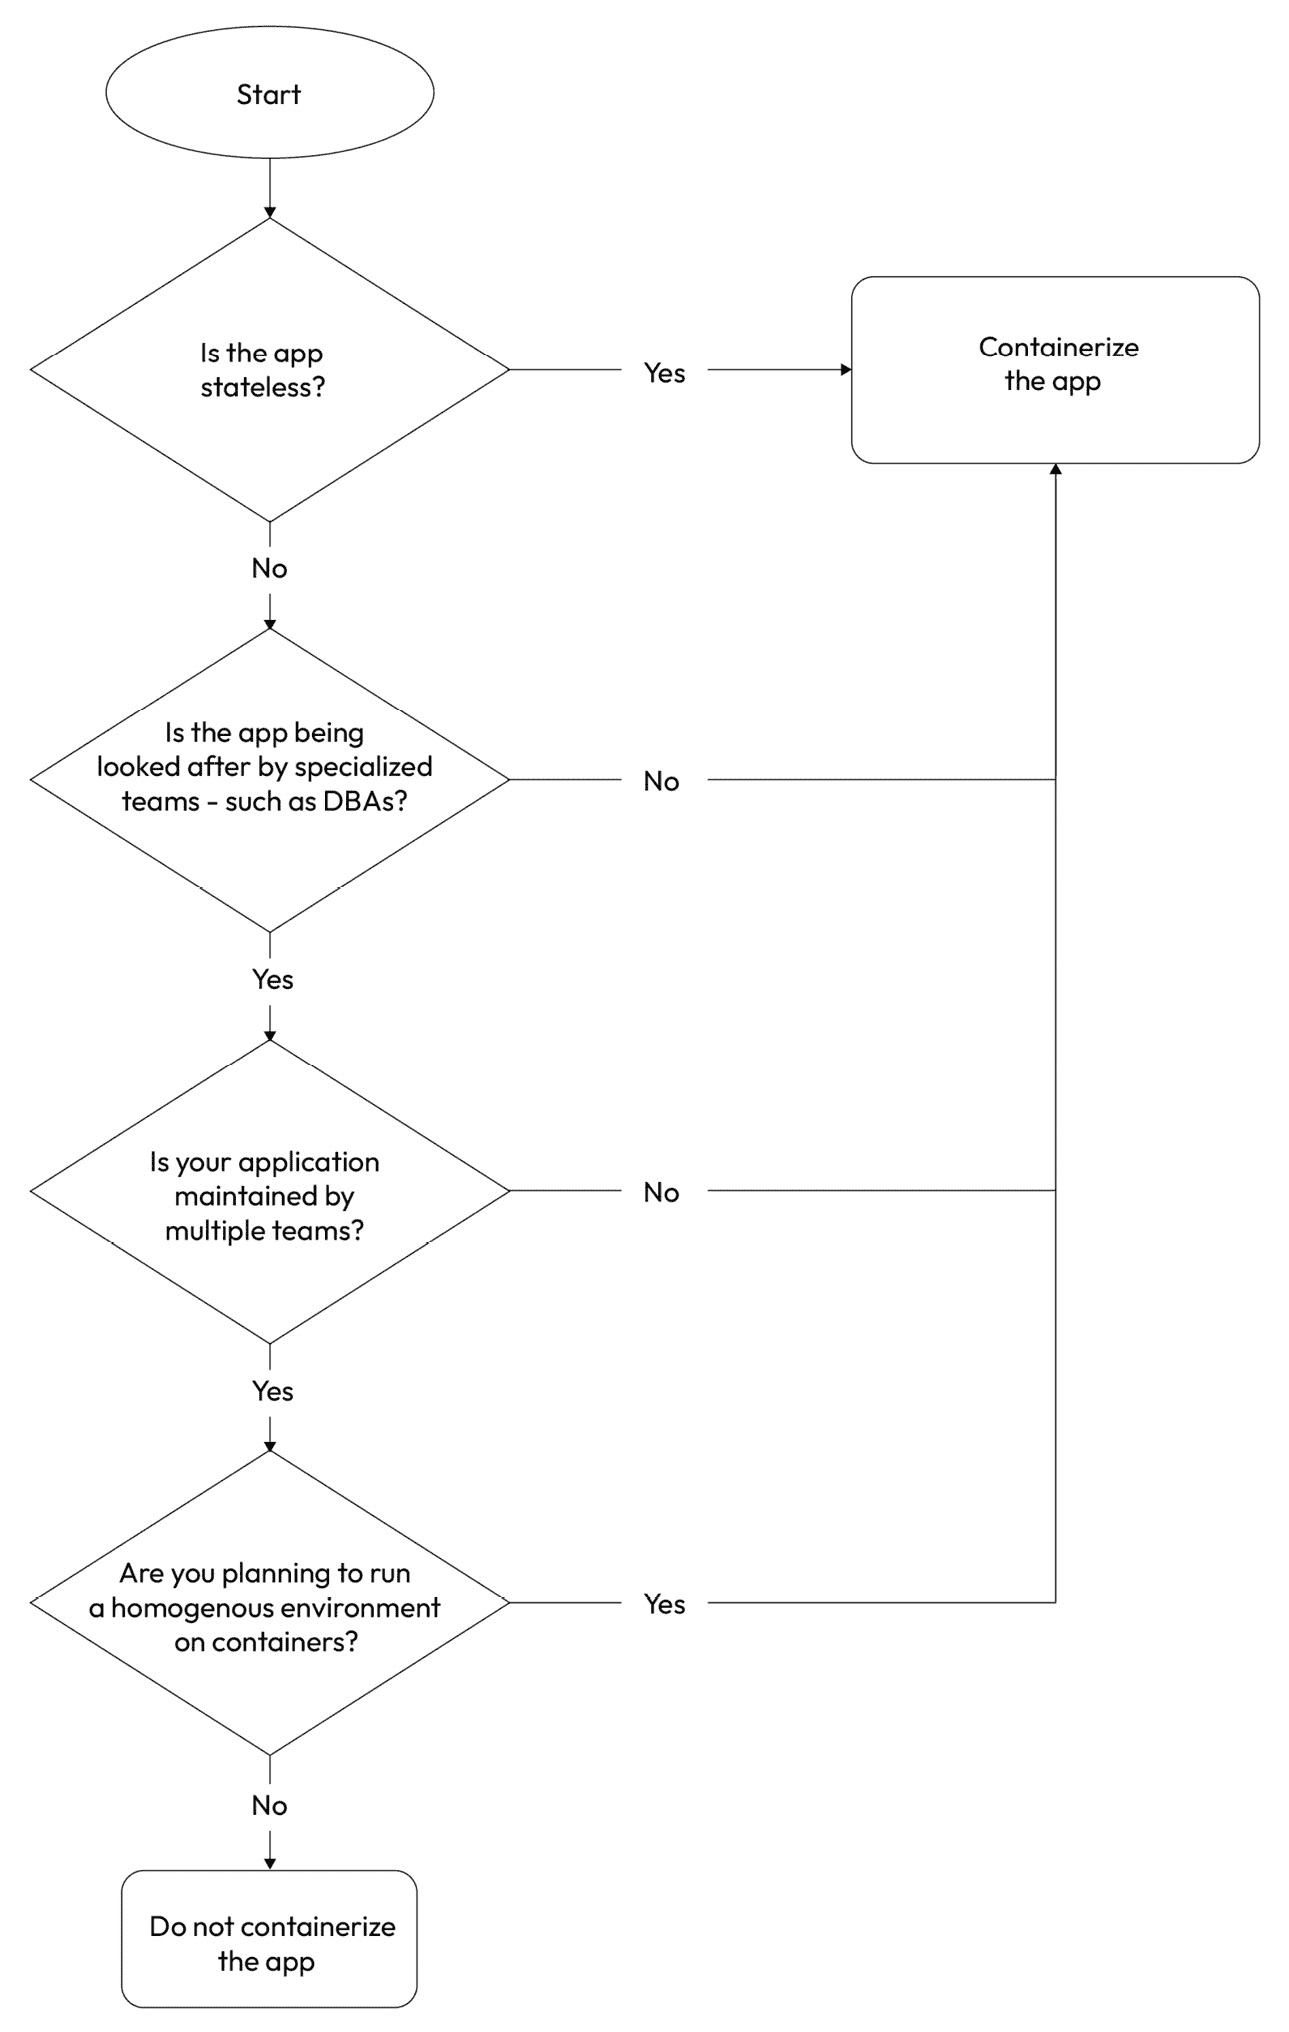 Start
Is the app
stateless?
Yes
Containerize
the app
No
Is the app being
looked after by specialized
teams - such as DBAs?
No
Yes
Is your application
maintained by
multiple teams?
No
Yes
Are you planning to run
a homogenous environment
on containers?
Yes
No
Do not containerize
the app